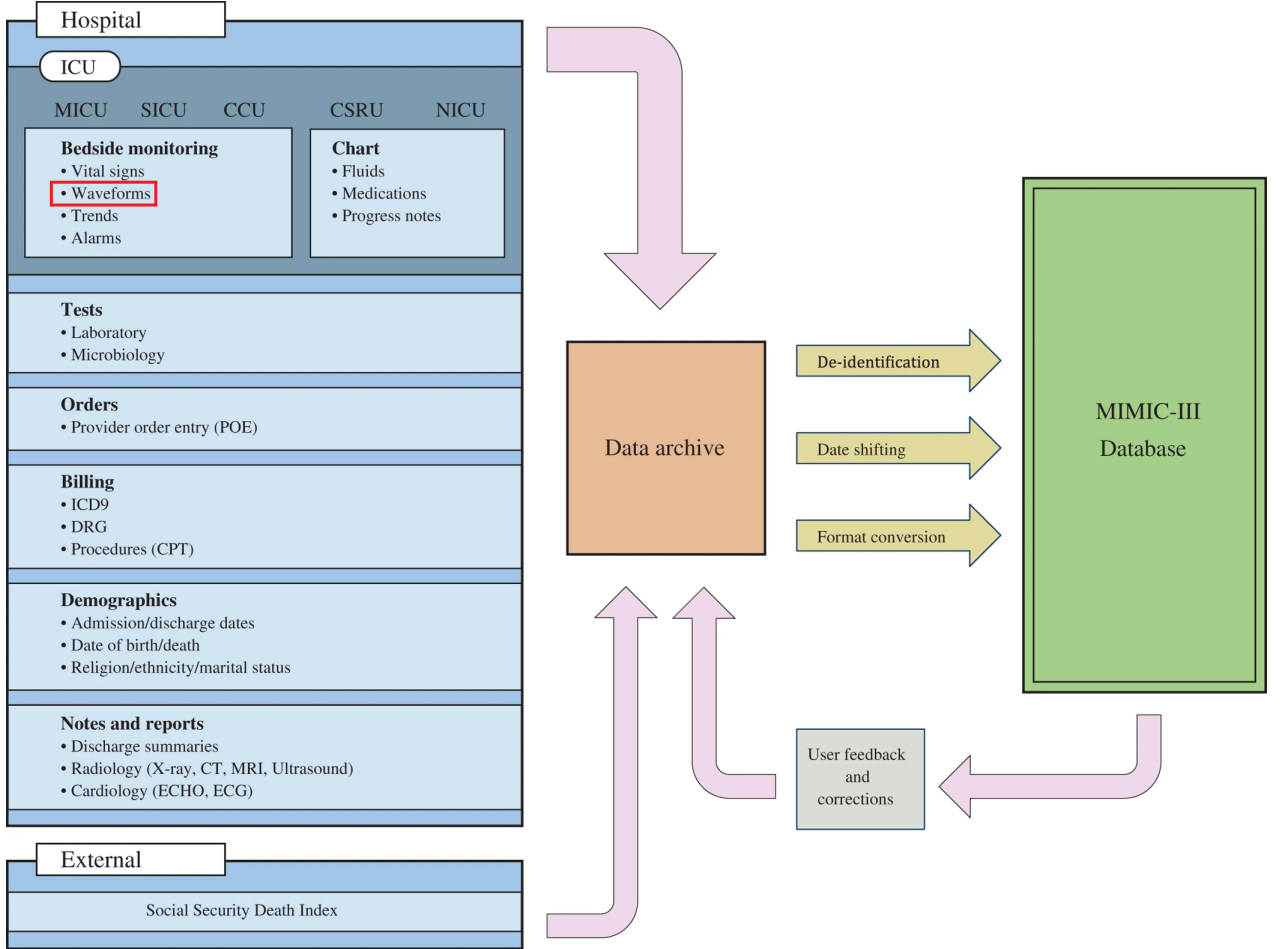 Hospital
ICU
MICU SICU CCU CSRU NICU
Bedside monitoring
• Vital signs
• Waveforms
• Trends
• Alarms
Chart
• Fluids
• Medications
• Progress notes
Tests
• Laboratory
• Microbiology
Orders
• Provider order entry (POE)
Billing
• ICD9
• DRG
• Procedures (CPT)
Demographics
• Admission/discharge dates
• Date of birth/death
• Religion/ethnicity/marital status
Notes and reports
• Discharge summaries
• Radiology (X-ray, CT, MRI, Ultrasound)
• Cardiology (ECHO, ECG)
External
Social Security Death Index
Data archive
De-identification
Date shifting
Format conversion
MIMIC-III
Database
User feedback
and
corrections